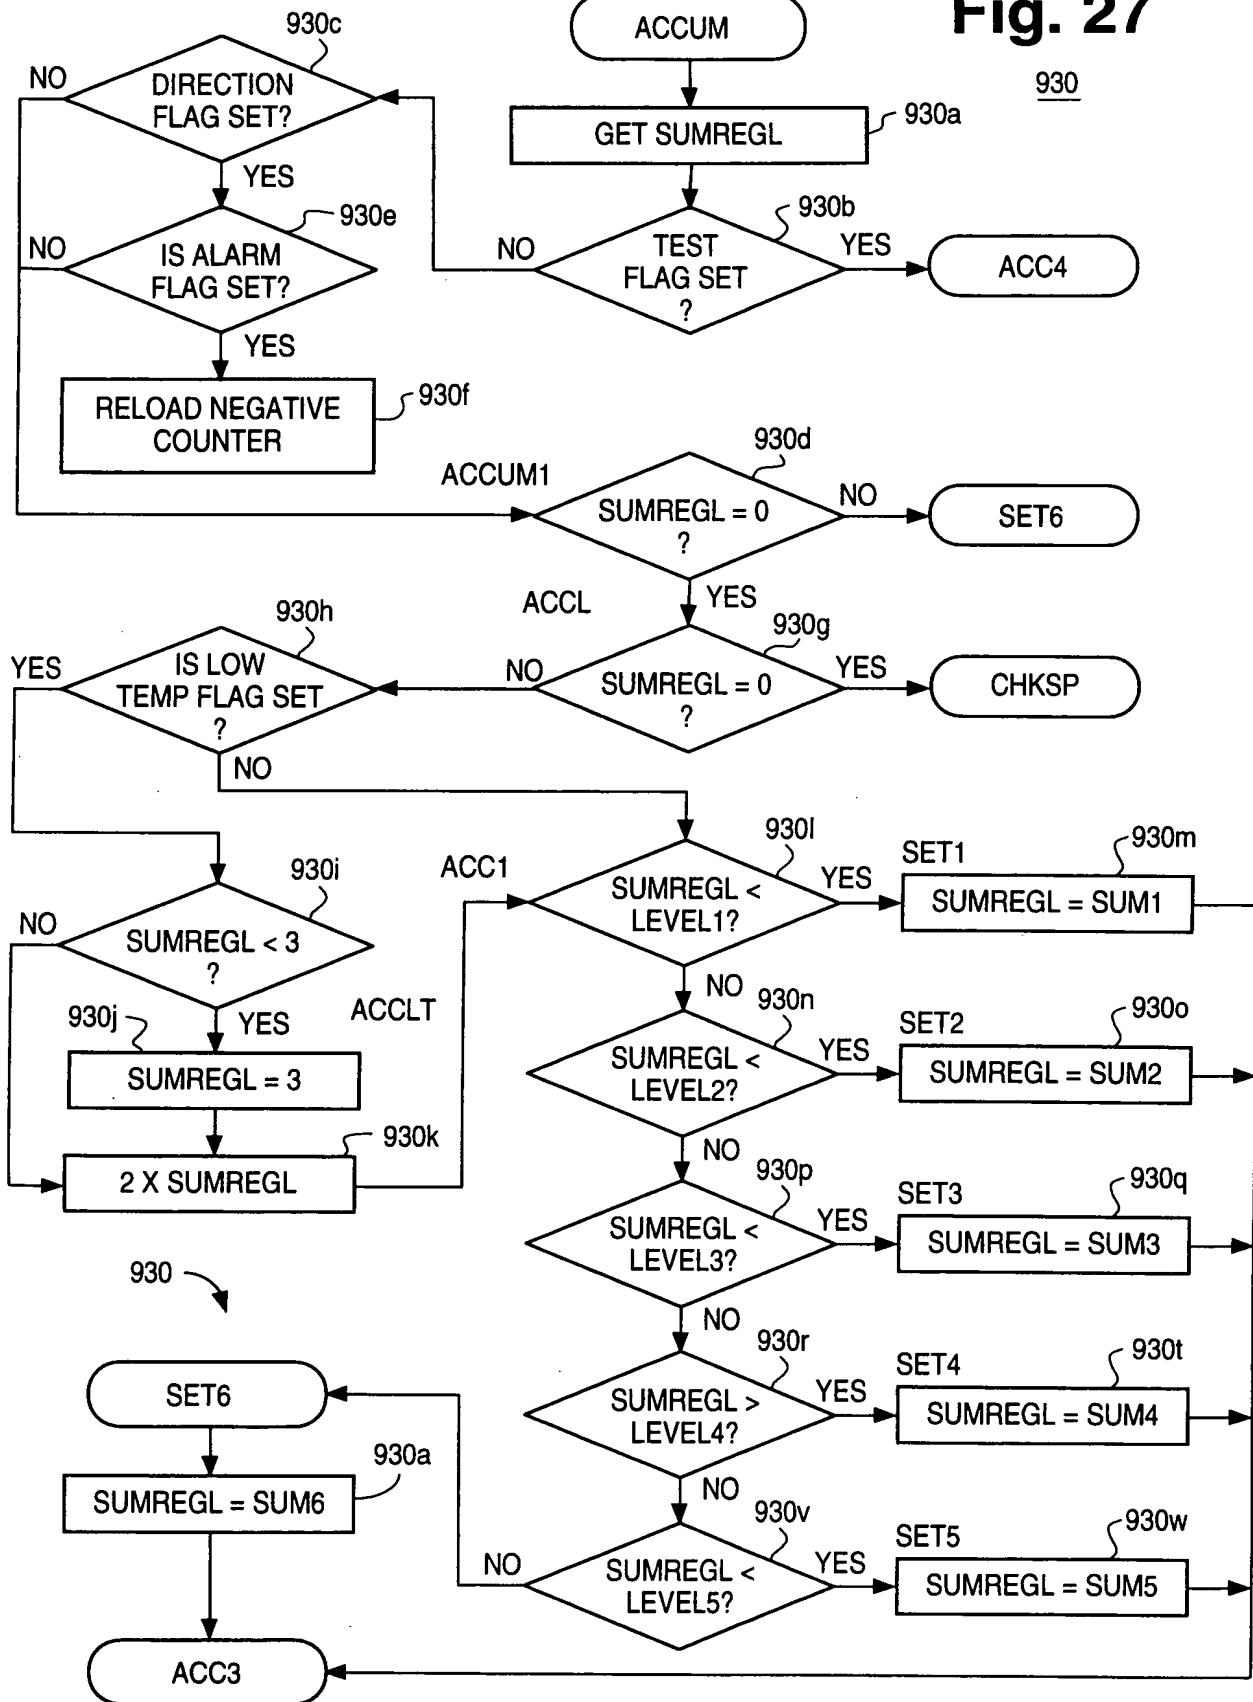 Fig. 27
930
ACCUM
930a
GET SUMREGL
930b
TEST
FLAG SET
?
YES
NO
ACC4
930c
DIRECTION
FLAG SET?
NO
YES
930e
IS ALARM
FLAG SET?
NO
YES
930f
RELOAD NEGATIVE
COUNTER
ACCUM1
930d
SUMREGL = 0
?
NO
SET6
YES
ACCL
930g
SUMREGL = 0
?
YES
CHKSP
NO
930h
IS LOW
TEMP FLAG SET
?
YES
NO
930i
SUMREGL < 3
?
NO
YES
ACCLT
930j
SUMREGL = 3
930k
2 X SUMREGL
ACC1
930l
SUMREGL <
LEVEL1?
YES
SET1
930m
SUMREGL = SUM1
NO
930n
SUMREGL <
LEVEL2?
YES
SET2
930o
SUMREGL = SUM2
NO
930p
SUMREGL <
LEVEL3?
YES
SET3
930q
SUMREGL = SUM3
NO
930r
SUMREGL >
LEVEL4?
YES
SET4
930t
SUMREGL = SUM4
NO
930v
SUMREGL <
LEVEL5?
YES
SET5
930w
SUMREGL = SUM5
NO
930
SET6
930a
SUMREGL = SUM6
ACC3